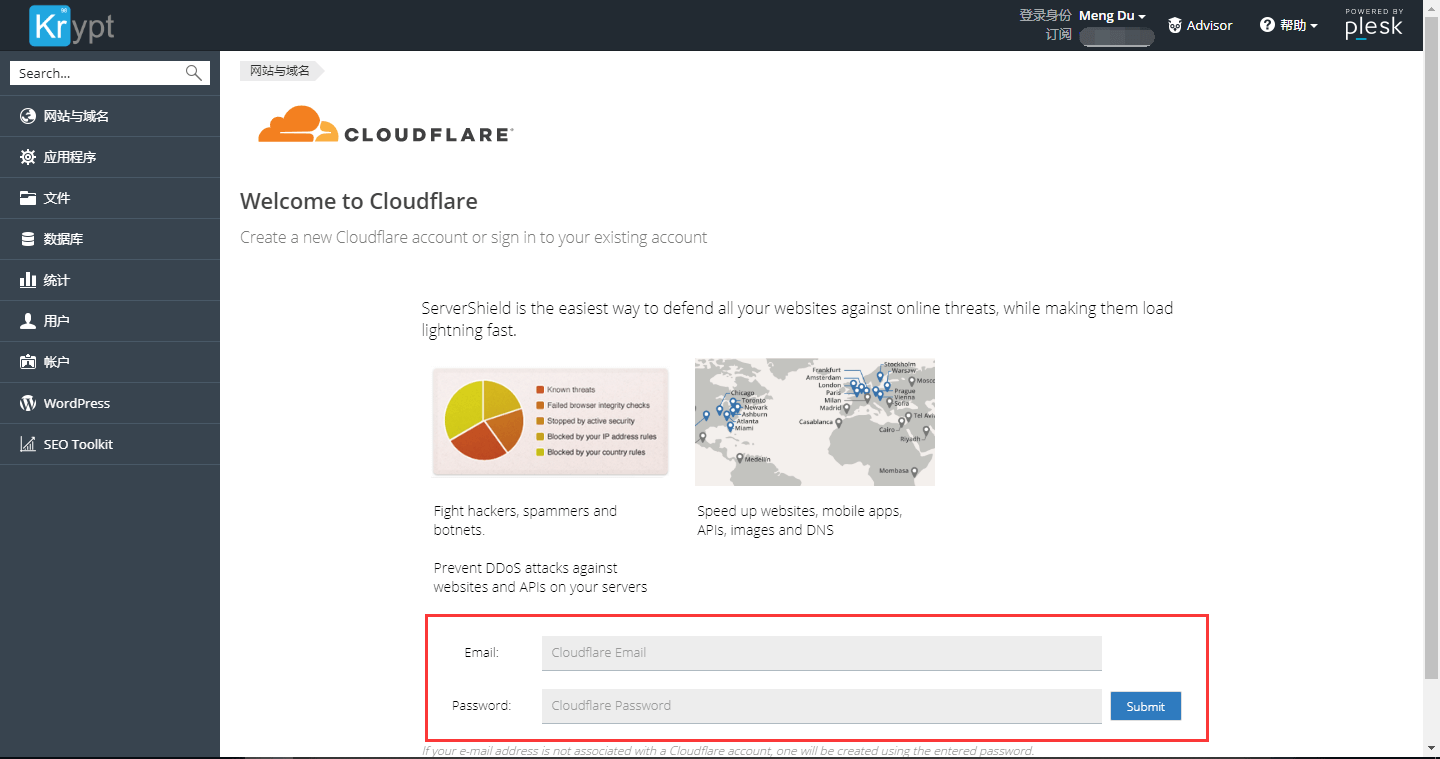 Krypt
登录身份 Meng Du
订阅
Advisor
帮助
POWERED BY
plesk
Search...
网站与域名
应用程序
文件
数据库
统计
用户
帐户
WordPress
SEO Toolkit
网站与域名
CLOUDFLARE
Welcome to Cloudflare
Create a new Cloudflare account or sign in to your existing account
ServerShield is the easiest way to defend all your websites against online threats, while making them load
lightning fast.
Known threats
Failed browser integrity checks
Stopped by active security
Blocked by your IP address rules
Blocked by your country rules
Chicago
Toronto
Newark
Ashburn
Atlanta
Miami
Medellin
Frankfurt
Amsterdam
London
Paris
Milan
Madrid
Casablanca
Stockholm
Warsaw
Mosco
Prague
Vienna
Sofia
Tel Avi
Cairo
Riyadh
Mombasa
Fight hackers, spammers and
botnets.
Prevent DDoS attacks against
websites and APIs on your servers
Speed up websites, mobile apps,
APIs, images and DNS
Email:
Cloudflare Email
Password:
Cloudflare Password
Submit
If your e-mail address is not associated with a Cloudflare account, one will be created using the entered password.